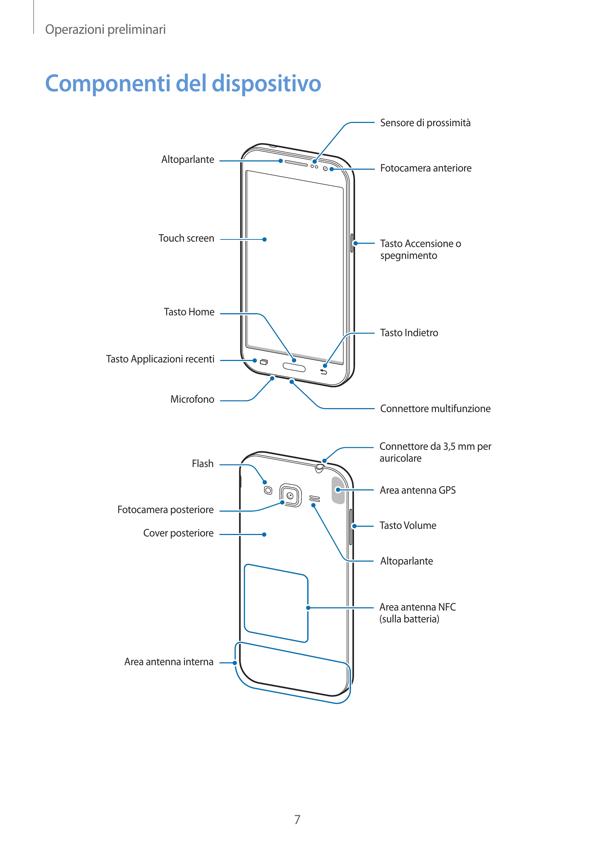 Operazioni preliminari
Componenti del dispositivo
Sensore di prossimità
Altoparlante
Fotocamera anteriore
Touch screen
Tasto Accensione o
spegnimento
Tasto Home
Tasto Indietro
Tasto Applicazioni recenti
Microfono
Connettore multifunzione
Connettore da 3,5 mm per
auricolare
Flash
Area antenna GPS
Fotocamera posteriore
Tasto Volume
Cover posteriore
Altoparlante
Area antenna NFC
(sulla batteria)
Area antenna interna
7